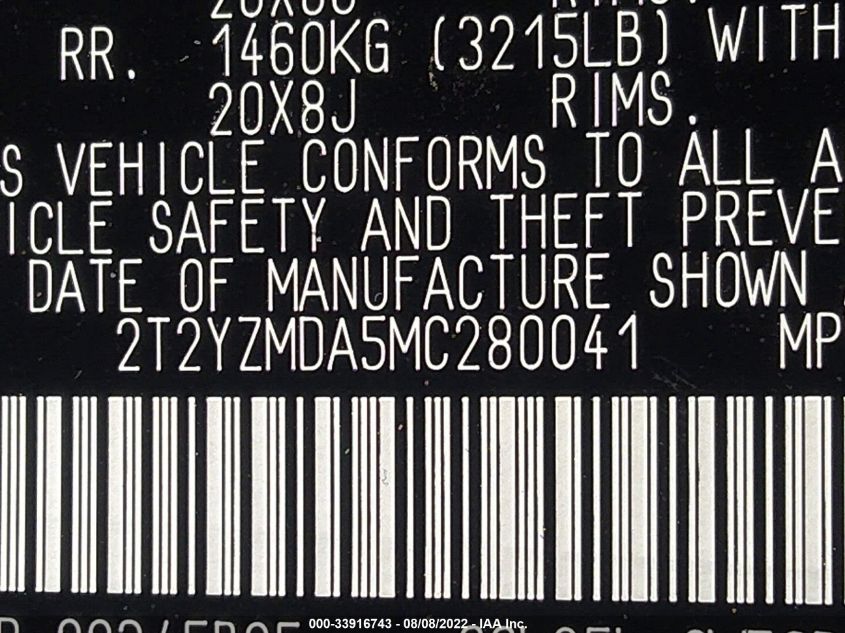 RR. 1460KG (3215LB) WITH
20X8J RIMS.
S VEHICLE CONFORMS TO ALL A
ICLE SAFETY AND THEFT PREVE
DATE OF MANUFACTURE SHOWN
2T2YZMDA5MC280041 MP
000-33916743 - 08/08/2022 - IAA Inc.